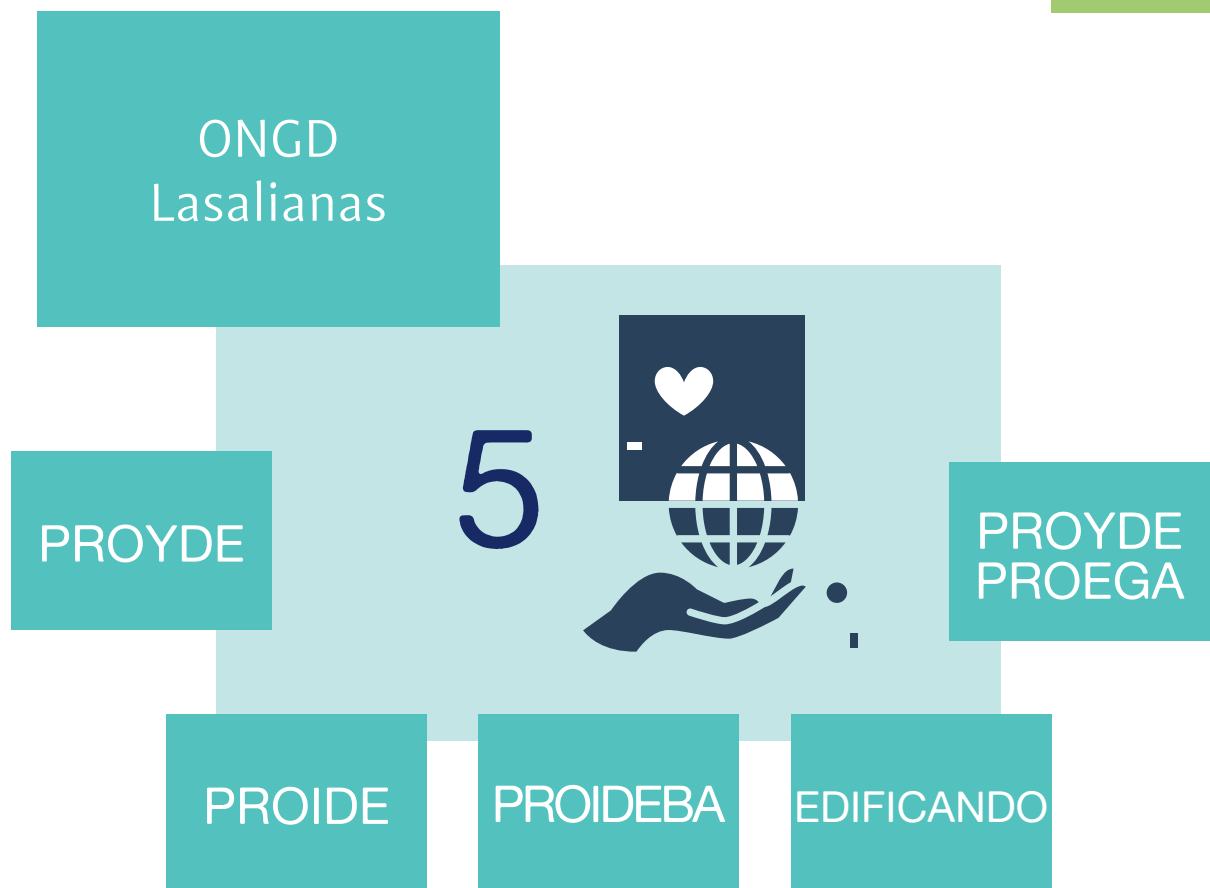 ONGD
Lasalianas
5
PROYDE
PROYDE
PROEGA
PROIDE
PROIDEBA
EDIFICANDO